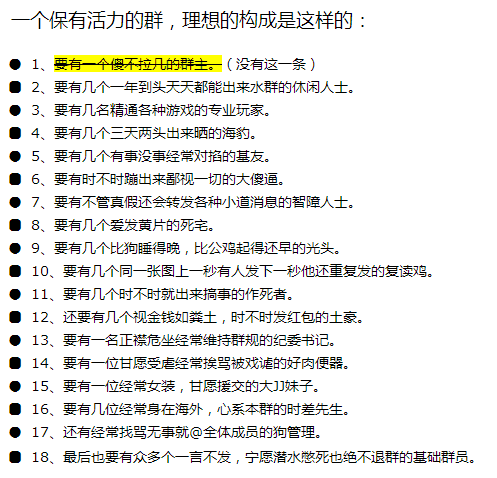 一个保有活力的群，理想的构成是这样的：
● 1、要有一个傻不拉几的群主。（没有这一条）
● 2、要有几个一年到头天天都能出来水群的休闲人士。
● 3、要有几名精通各种游戏的专业玩家。
● 4、要有几个三天两头出来晒的海豹。
● 5、要有几个有事没事经常对掐的基友。
● 6、要有时不时蹦出来鄙视一切的大傻逼。
● 7、要有不管真假还会转发各种小道消息的智障人士。
● 8、要有几个爱发黄片的死宅。
● 9、要有几个比狗睡得晚，比公鸡起得还早的光头。
● 10、要有几个同一张图上一秒有人发下一秒他还重复发的复读鸡。
● 11、要有几个时不时就出来搞事的作死者。
● 12、还要有几个视金钱如粪土，时不时发红包的土豪。
● 13、要有一名正襟危坐经常维持群规的纪委书记。
● 14、要有一位甘愿受虐经常挨骂被戏谑的好肉便器。
● 15、要有一位经常女装，甘愿援交的大JJ妹子。
● 16、要有几位经常身在海外，心系本群的时差先生。
● 17、还有经常找骂无事就@全体成员的狗管理。
● 18、最后也要有众多个一言不发，宁愿潜水憋死也绝不退群的基础群员。